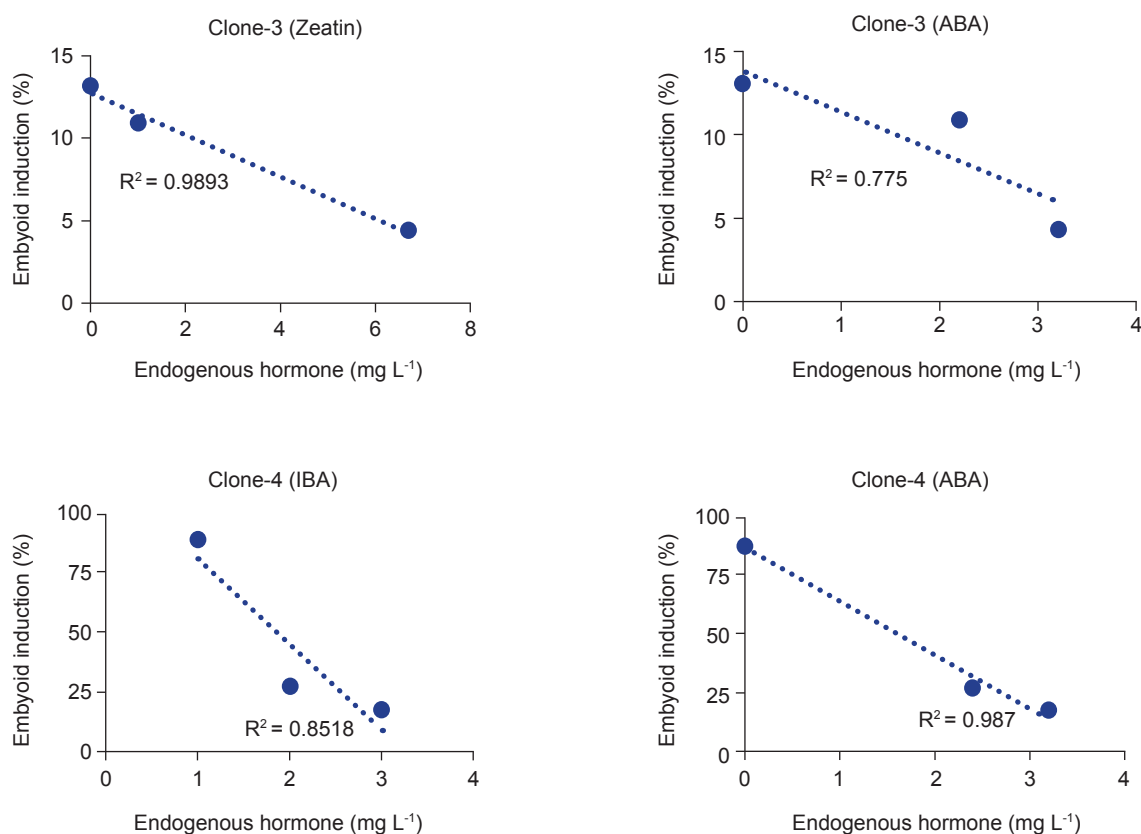 Clone-3 (Zeatin)
15
10
5
0
Embyoid induction (%)
R² = 0.9893
0 2 4 6 8
Endogenous hormone (mg L⁻¹)
Clone-3 (ABA)
15
10
5
0
Embyoid induction (%)
R² = 0.775
0 1 2 3 4
Endogenous hormone (mg L⁻¹)
Clone-4 (IBA)
100
75
50
25
0
Embyoid induction (%)
R² = 0.8518
0 1 2 3 4
Endogenous hormone (mg L⁻¹)
Clone-4 (ABA)
100
75
50
25
0
Embyoid induction (%)
R² = 0.987
0 1 2 3 4
Endogenous hormone (mg L⁻¹)